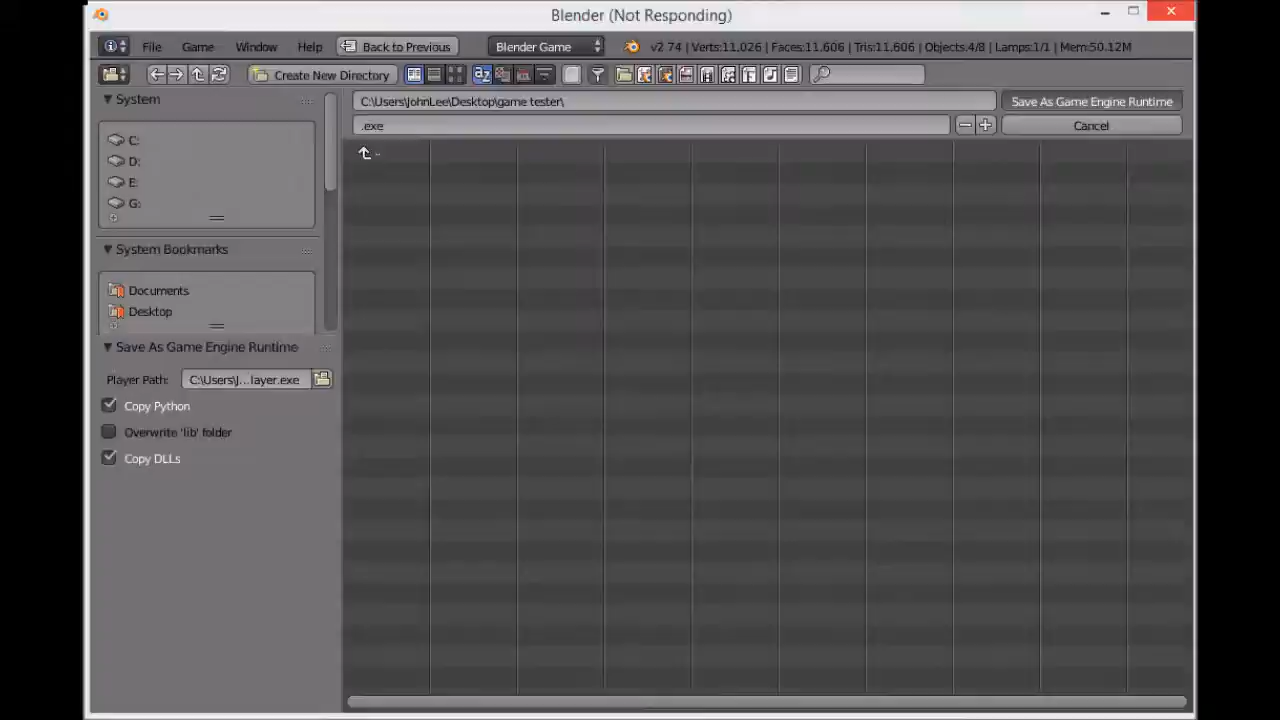 Blender (Not Responding)
File Game Window Help Back to Previous Blender Game v2.74 | Verts:11,026 | Faces:11,606 | Tris:11,606 | Objects:4/8 | Lamps:1/1 | Mem:50.12M
Create New Directory
System
C:\Users\JohnLee\Desktop\game tester\
Save As Game Engine Runtime
.exe
Cancel
C:
..
D:
E:
G:
System Bookmarks
Documents
Desktop
Save As Game Engine Runtime
Player Path: C:\Users\J...layer.exe
Copy Python
Overwrite 'lib' folder
Copy DLLs